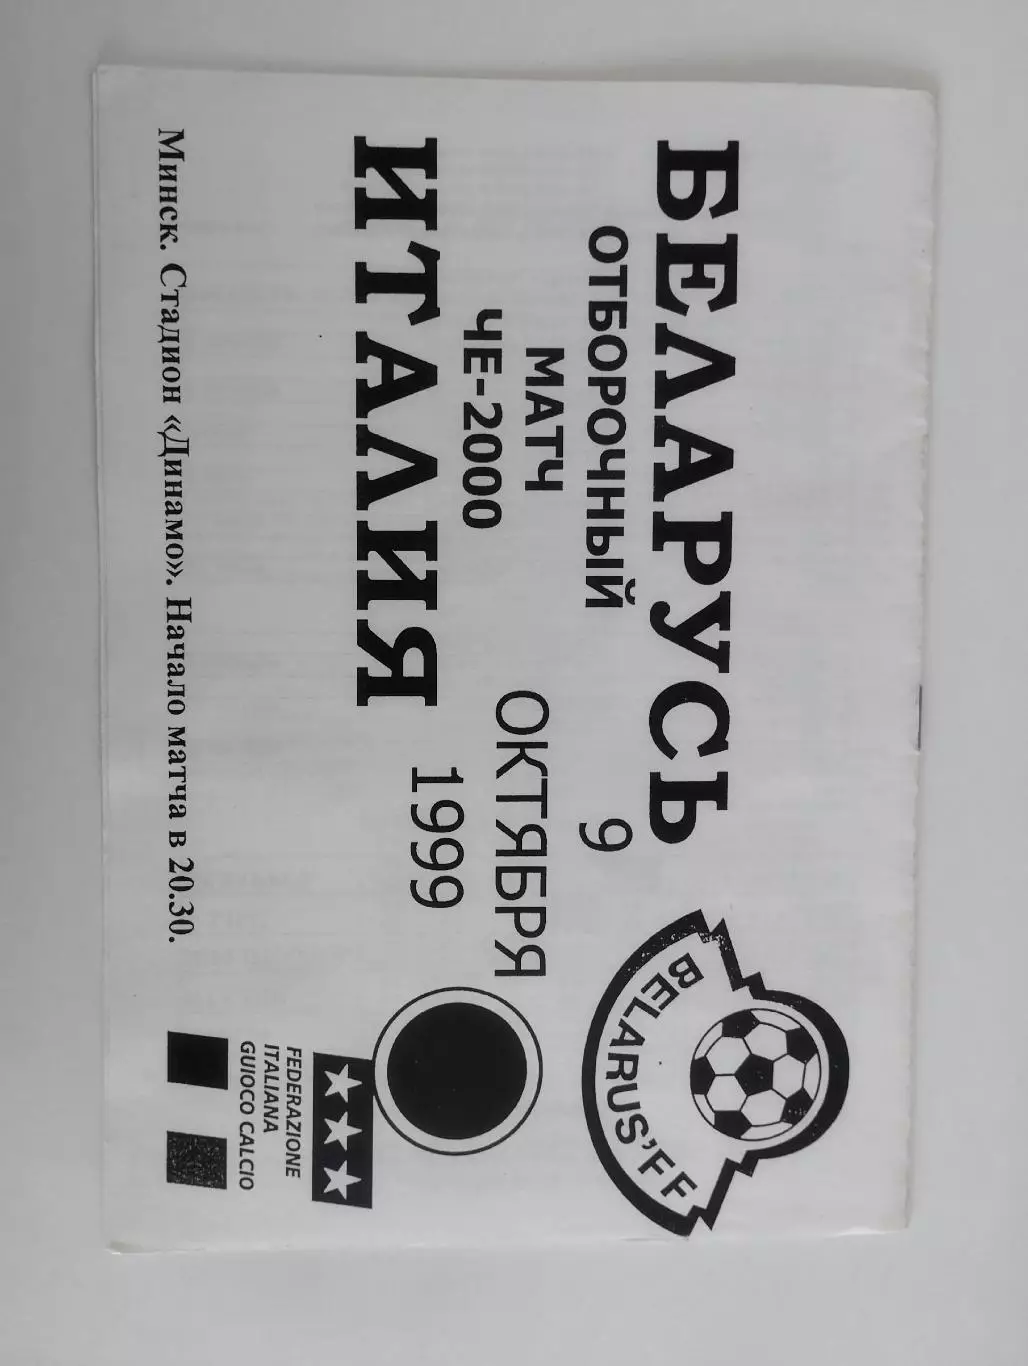 БЕЛАРУСЬ
ОТБОРОЧНЫЙ
МАТЧ
ЧЕ-2000
ИТАЛИЯ
9
ОКТЯБРЯ
1999
BELARUS'FF
FEDERAZIONE
ITALIANA
GUIOCO CALCIO
Минск. Стадион «Динамо». Начало матча в 20.30.